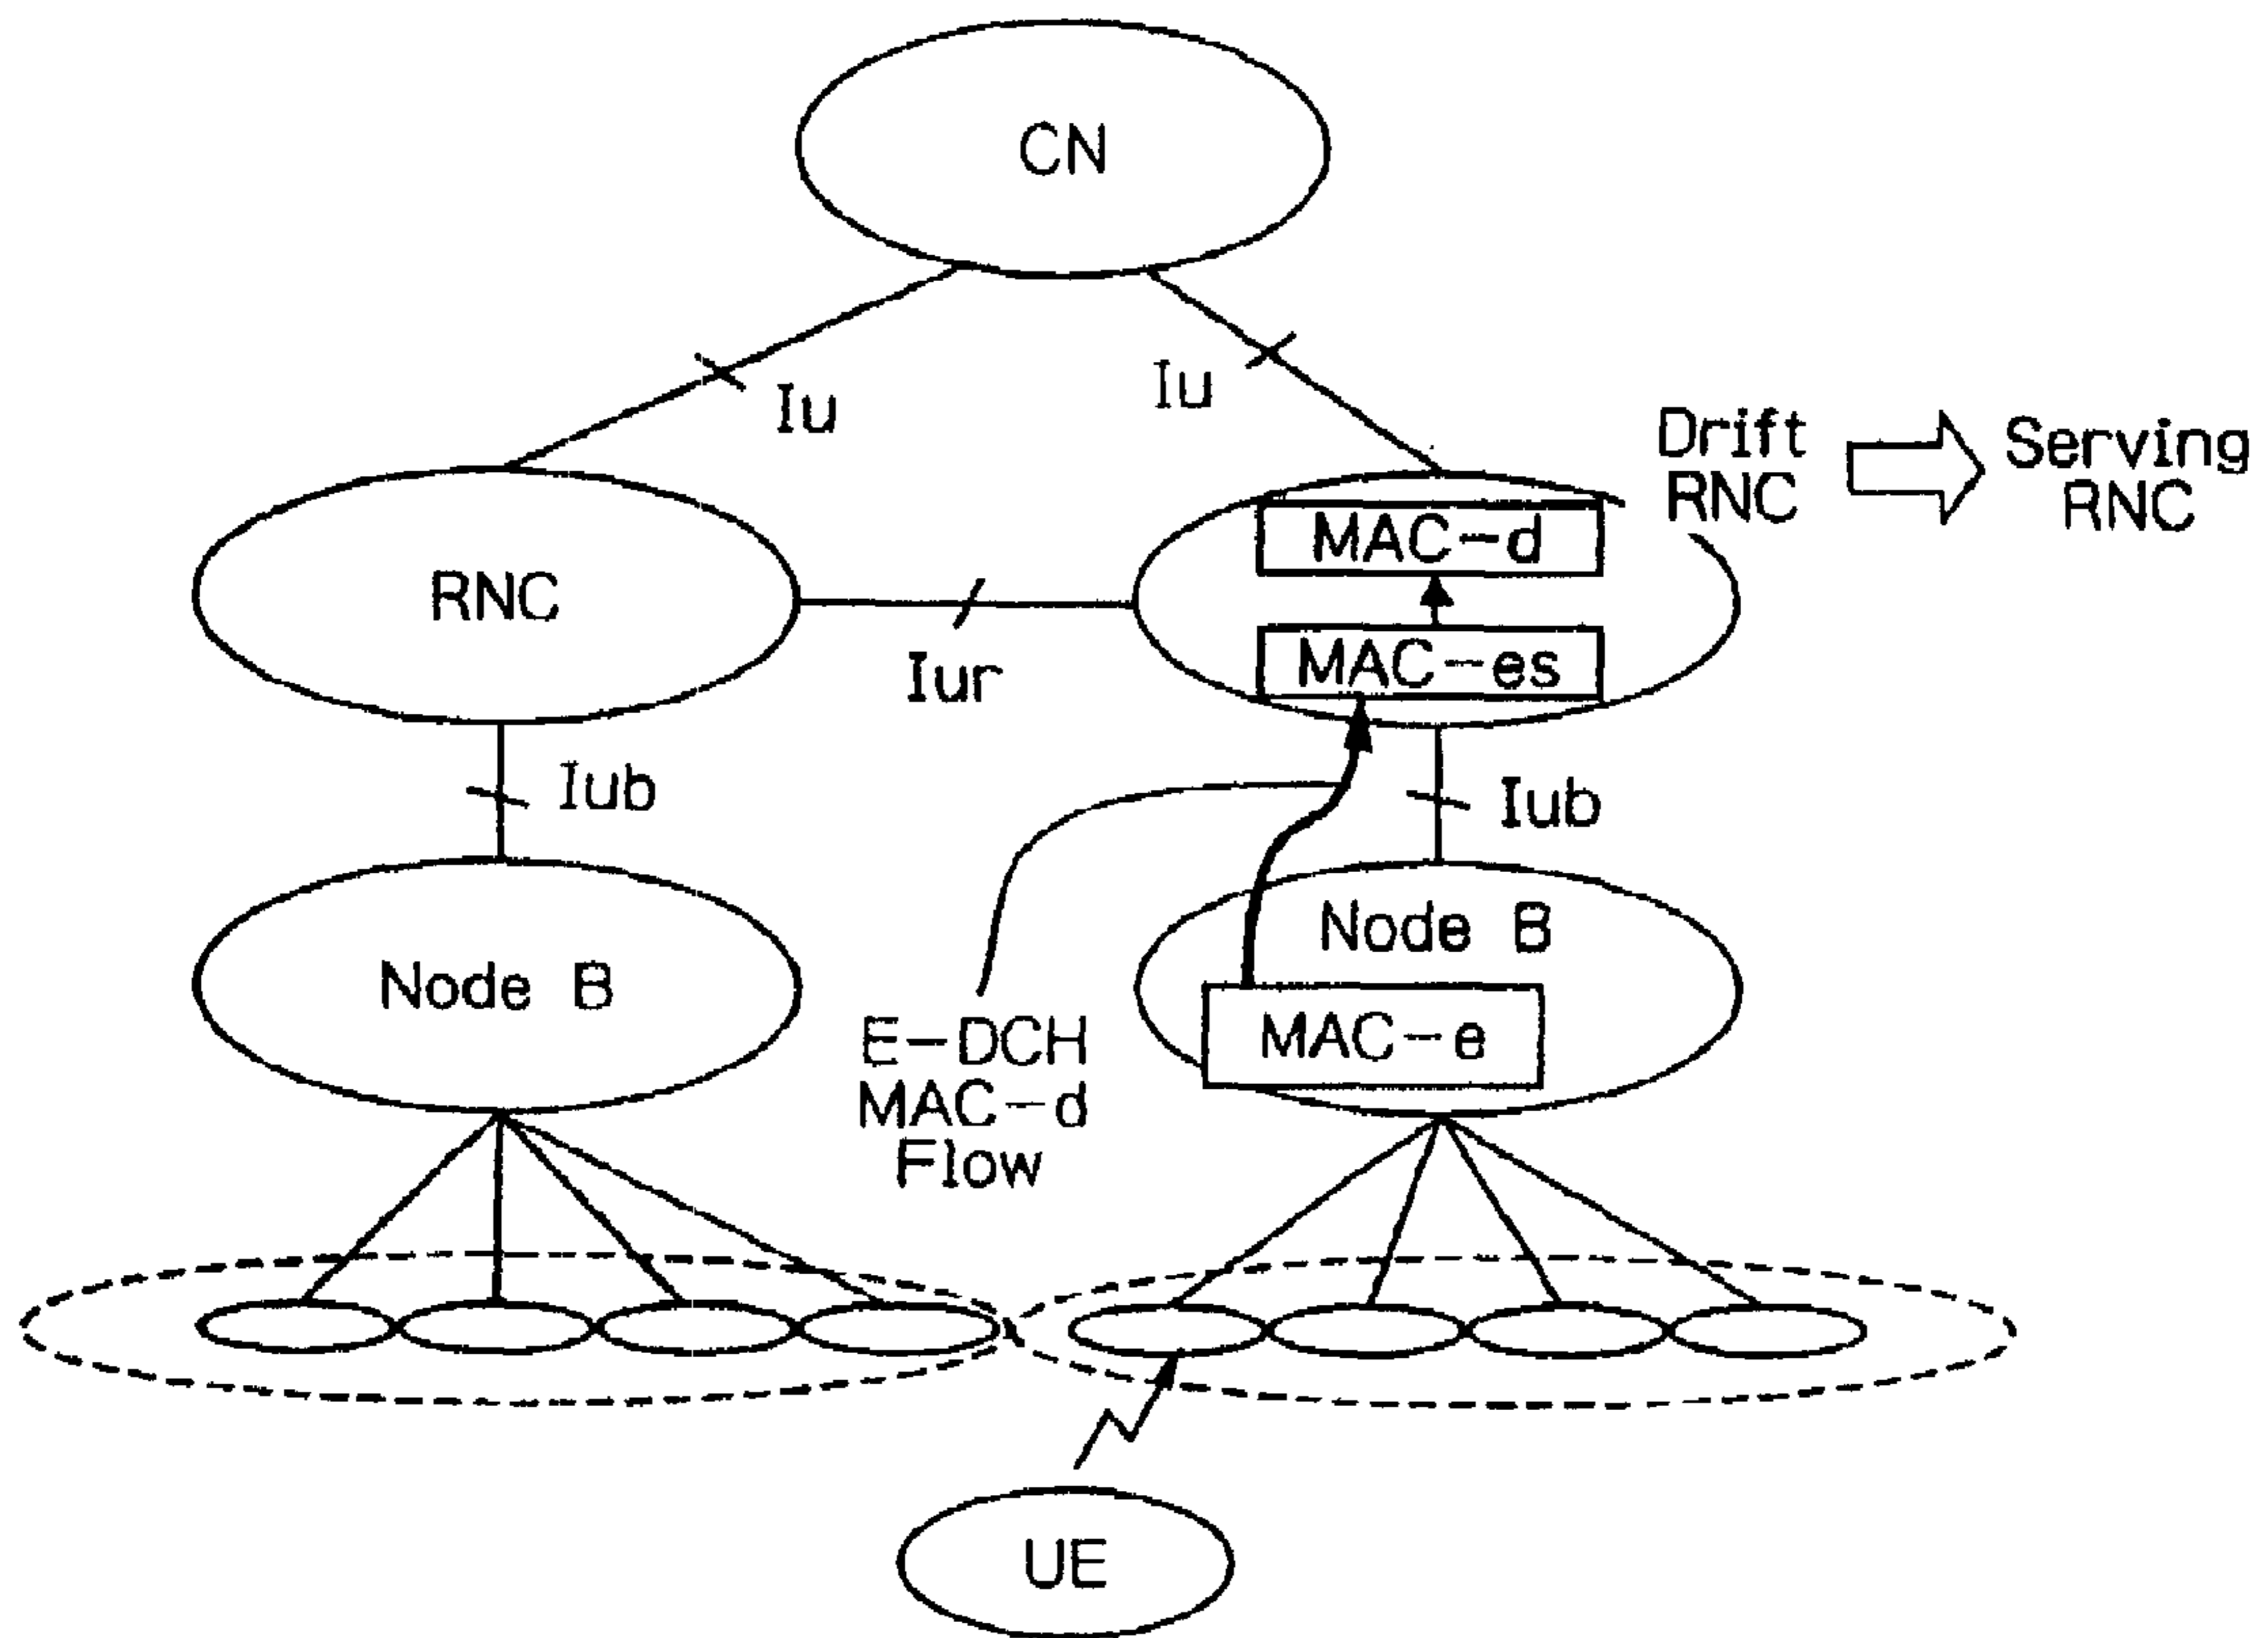 CN
Iu
Iu
Drift
RNC
Serving
RNC
MAC-d
RNC
MAC-es
Iur
Iub
Iub
Node B
Node B
MAC-e
E-DCH
MAC-d
Flow
UE